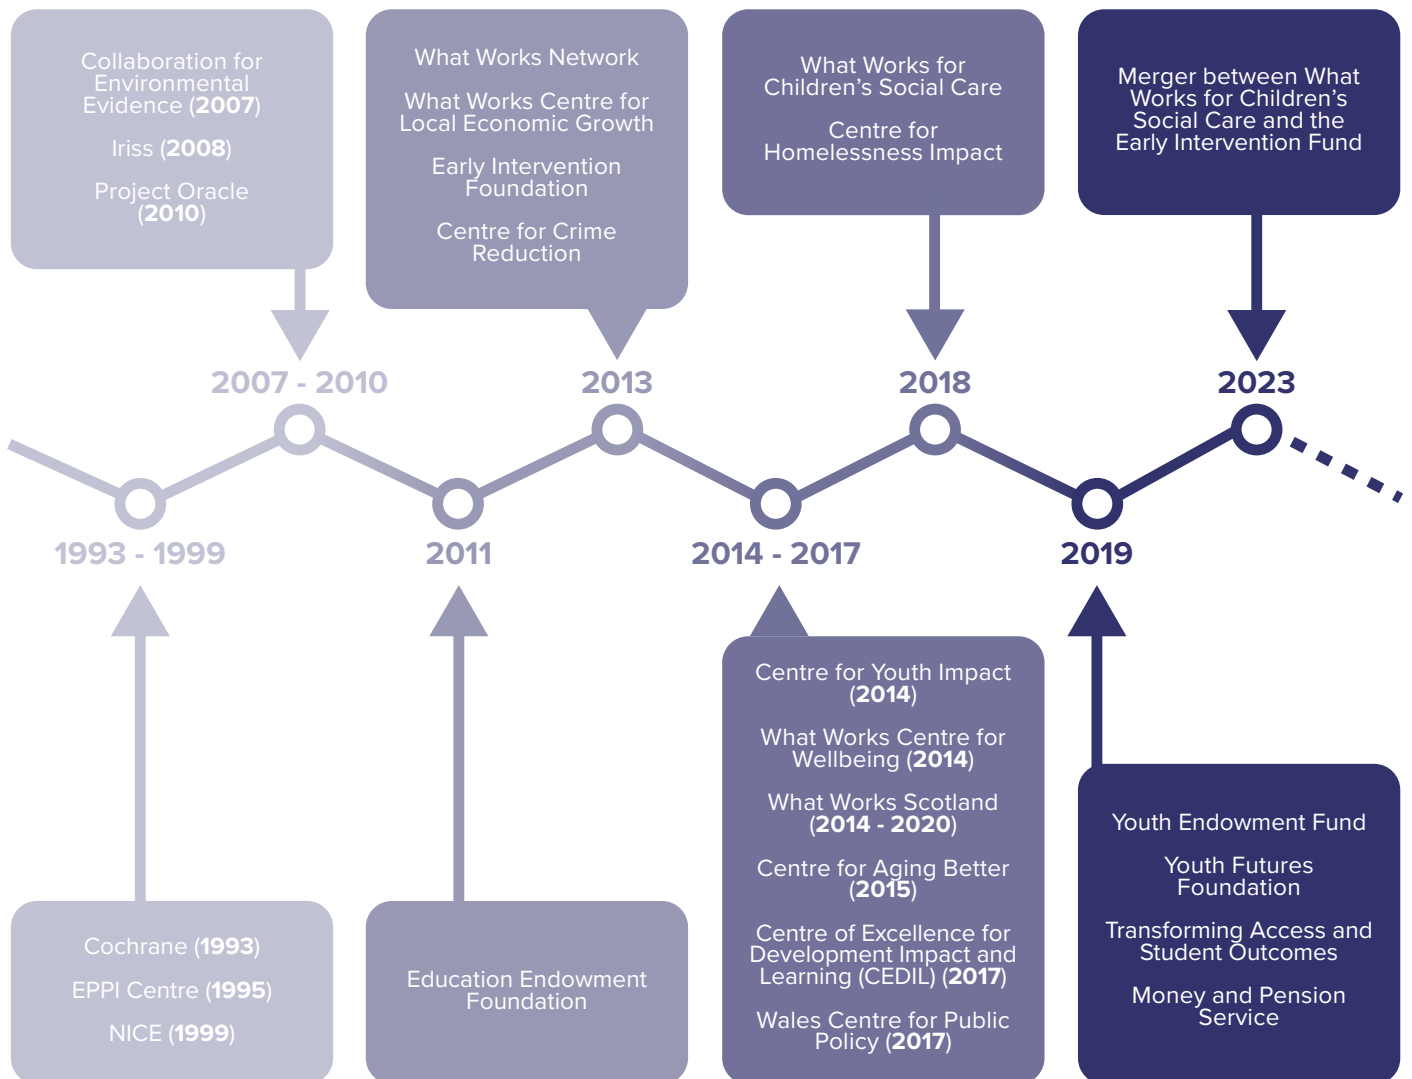 Collaboration for
Environmental
Evidence (2007)
Iriss (2008)
Project Oracle
(2010)
What Works Network
What Works Centre for
Local Economic Growth
Early Intervention
Foundation
Centre for Crime
Reduction
What Works for
Children’s Social Care
Centre for
Homelessness Impact
Merger between What
Works for Children’s
Social Care and the
Early Intervention Fund
2007 - 2010
2013
2018
2023
1993 - 1999
2011
2014 - 2017
2019
Cochrane (1993)
EPPI Centre (1995)
NICE (1999)
Education Endowment
Foundation
Centre for Youth Impact
(2014)
What Works Centre for
Wellbeing (2014)
What Works Scotland
(2014 - 2020)
Centre for Aging Better
(2015)
Centre of Excellence for
Development Impact and
Learning (CEDIL) (2017)
Wales Centre for Public
Policy (2017)
Youth Endowment Fund
Youth Futures
Foundation
Transforming Access and
Student Outcomes
Money and Pension
Service